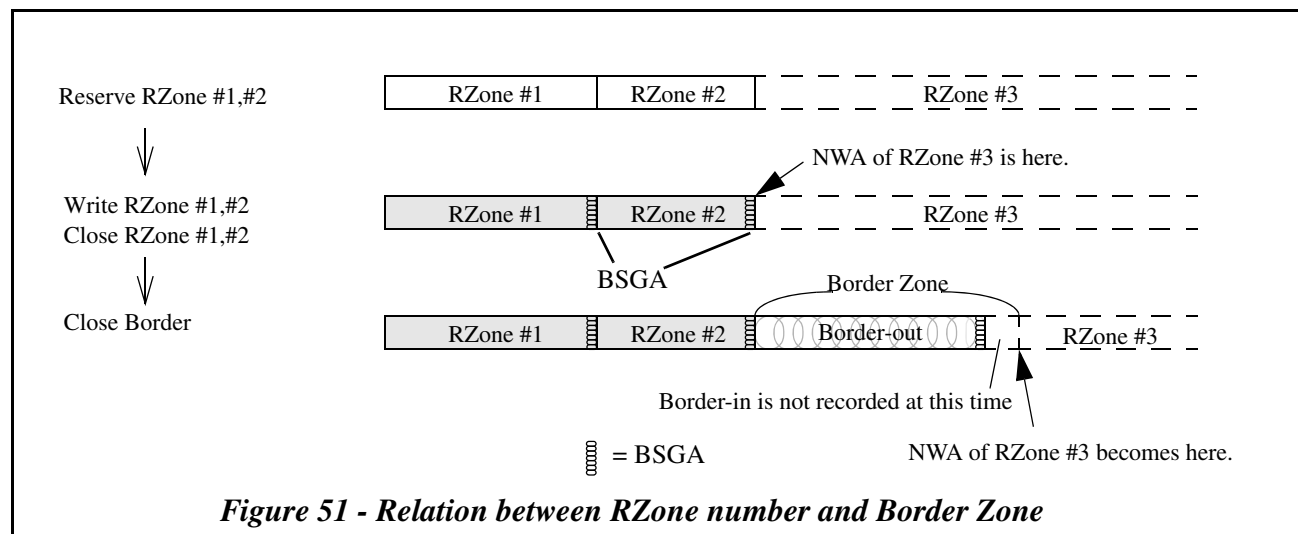 Reserve RZone #1,#2
RZone #1
RZone #2
RZone #3
NWA of RZone #3 is here.
Write RZone #1,#2
Close RZone #1,#2
RZone #1
RZone #2
RZone #3
BSGA
Border Zone
Close Border
RZone #1
RZone #2
Border-out
RZone #3
Border-in is not recorded at this time
= BSGA
NWA of RZone #3 becomes here.
Figure 51 - Relation between RZone number and Border Zone